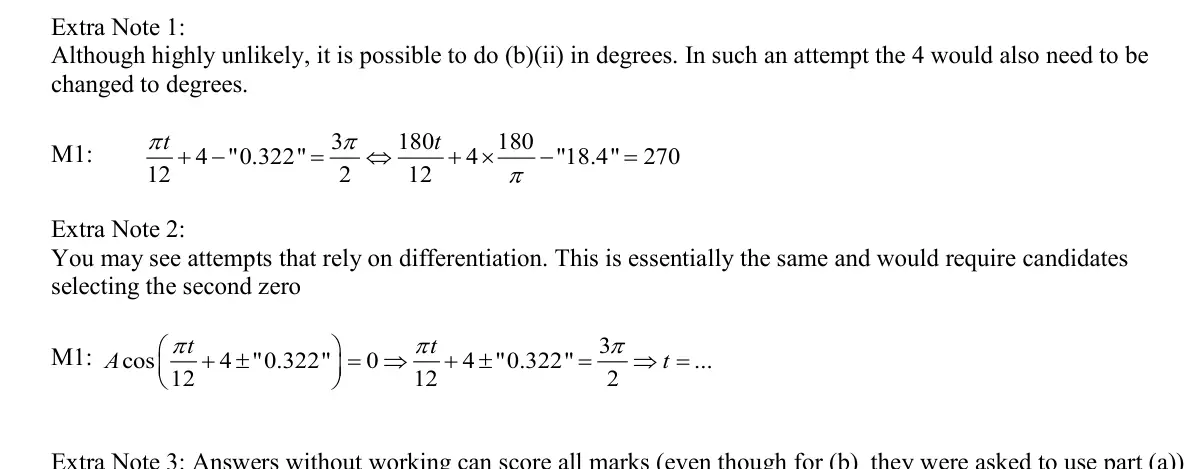 Extra Note 1:
Although highly unlikely, it is possible to do (b)(ii) in degrees. In such an attempt the 4 would also need to be
changed to degrees.
M1: πt/12 + 4 − "0.322" = 3π/2 ⇔ 180t/12 + 4 × 180/π − "18.4" = 270
Extra Note 2:
You may see attempts that rely on differentiation. This is essentially the same and would require candidates
selecting the second zero
M1: A cos(πt/12 + 4 ± "0.322") = 0 ⇒ πt/12 + 4 ± "0.322" = 3π/2 ⇒ t = ...
Extra Note 3: Answers without working can score all marks (even though for (b) they were asked to use part (a))